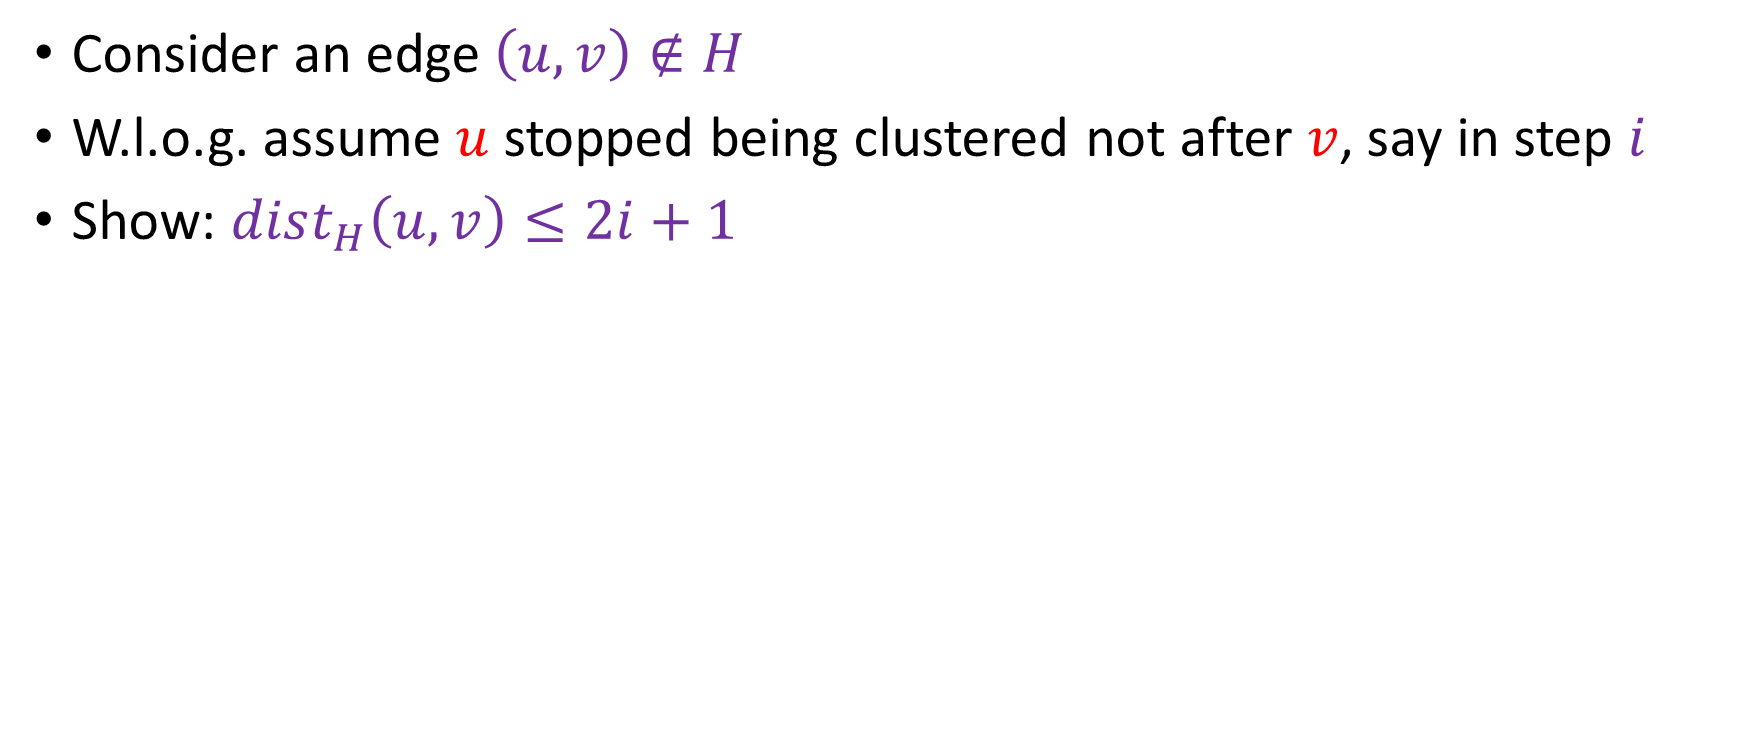 • Consider an edge (u, v) ∉ H
• W.l.o.g. assume u stopped being clustered not after v, say in step i
• Show: dist_H(u, v) ≤ 2i + 1